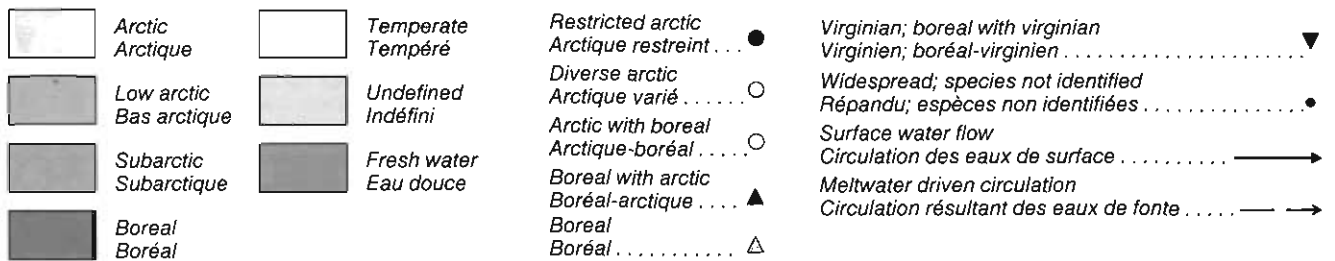 Arctic
Arctique
Low arctic
Bas arctique
Subarctic
Subarctique
Boreal
Boréal
Temperate
Tempéré
Undefined
Indéfini
Fresh water
Eau douce
Restricted arctic
Arctique restreint . . .
Diverse arctic
Arctique varié . . . . . .
Arctic with boreal
Arctique-boréal . . . . .
Boreal with arctic
Boréal-arctique . . . .
Boreal
Boréal . . . . . . . . . . .
Virginian; boreal with virginian
Virginien; boréal-virginien . . . . . . . . . . . . . . . . . . . . . .
Widespread; species not identified
Répandu; espèces non identifiées . . . . . . . . . . . . . .
Surface water flow
Circulation des eaux de surface . . . . . . . . . .
Meltwater driven circulation
Circulation résultant des eaux de fonte . . . . .